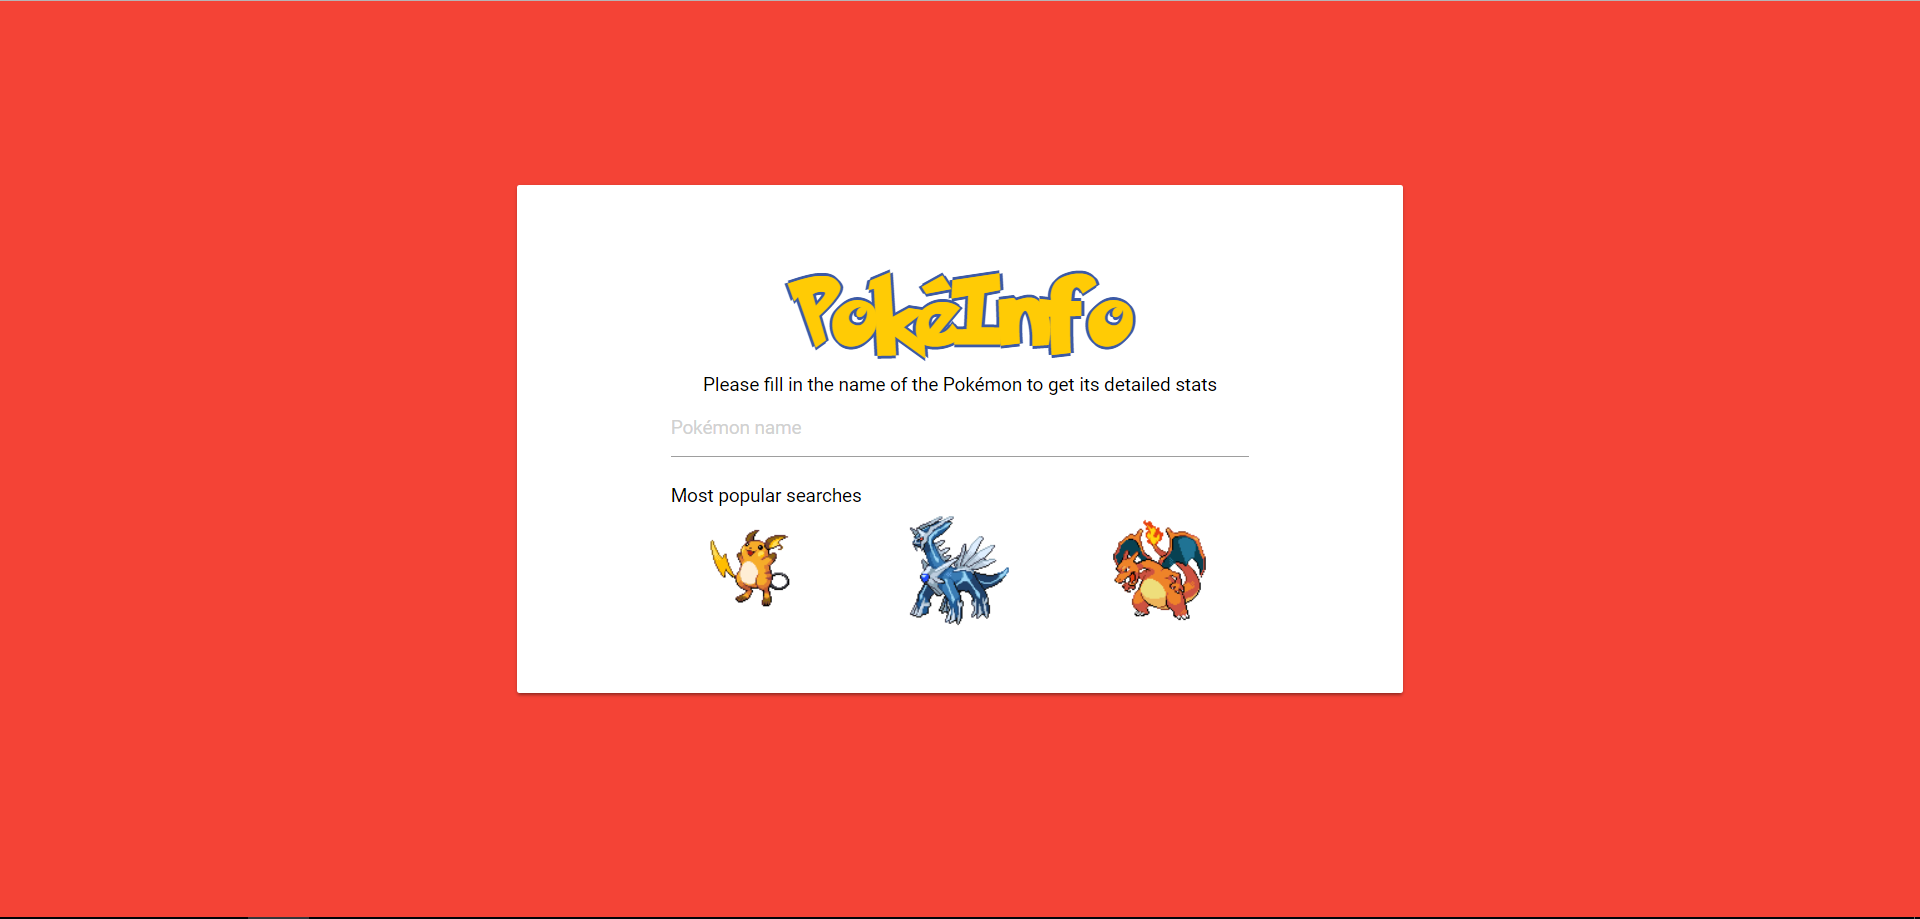 PokéInfo
Please fill in the name of the Pokémon to get its detailed stats
Pokémon name
Most popular searches